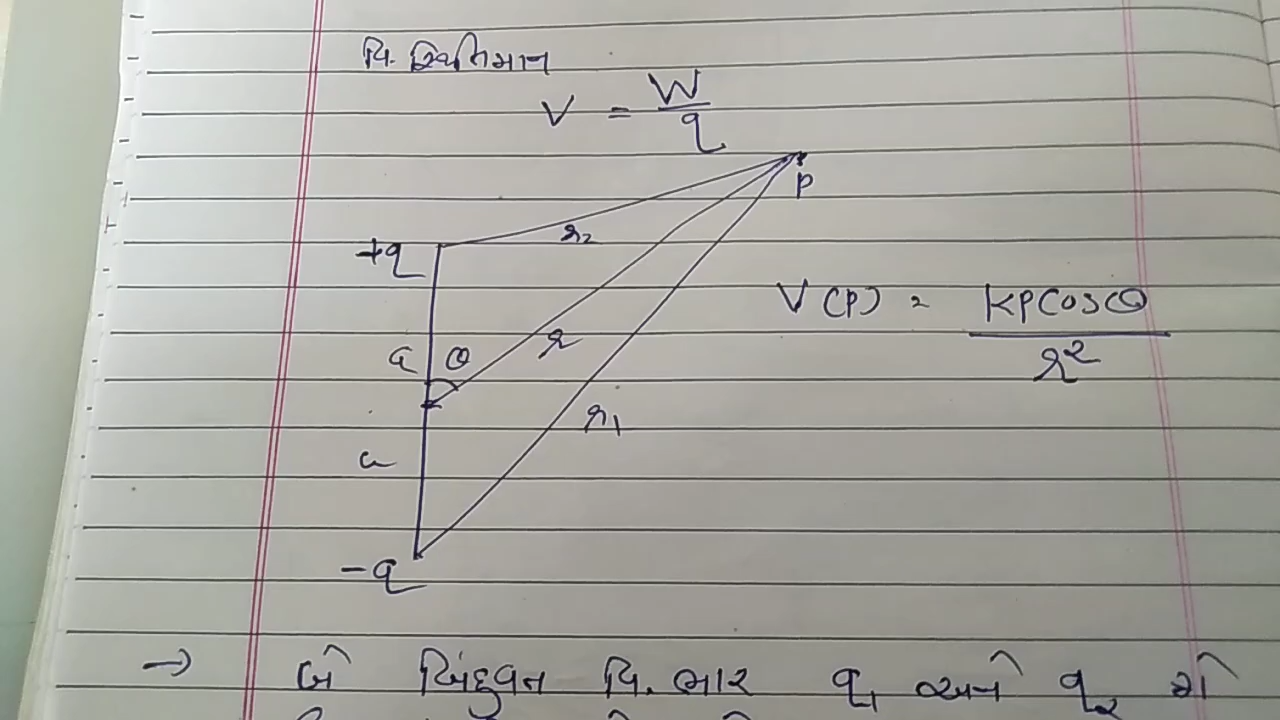 વિ. સ્થિતિમાન
V = W/q
P
+q
r₂
V(P) = KPCosθ/r²
a θ r
r₁
a
-q
→ જો બિંદુવત વિ. ભાર q₁ અને q₂ ને